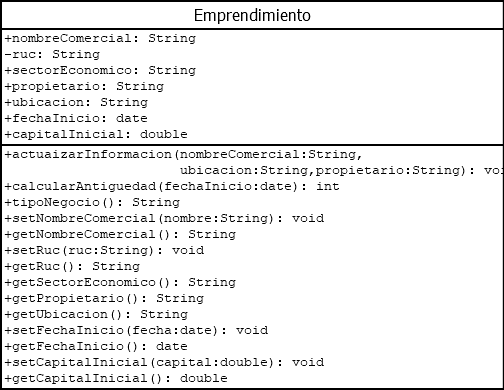 Emprendimiento
+nombreComercial: String
-ruc: String
+sectorEconomico: String
+propietario: String
+ubicacion: String
+fechaInicio: date
+capitalInicial: double
+actuaizarInformacion(nombreComercial:String,
ubicacion:String,propietario:String): voi
+calcularAntiguedad(fechaInicio:date): int
+tipoNegocio(): String
+setNombreComercial(nombre:String): void
+getNombreComercial(): String
+setRuc(ruc:String): void
+getRuc(): String
+getSectorEconomico(): String
+getPropietario(): String
+getUbicacion(): String
+setFechaInicio(fecha:date): void
+getFechaInicio(): date
+setCapitalInicial(capital:double): void
+getCapitalInicial(): double